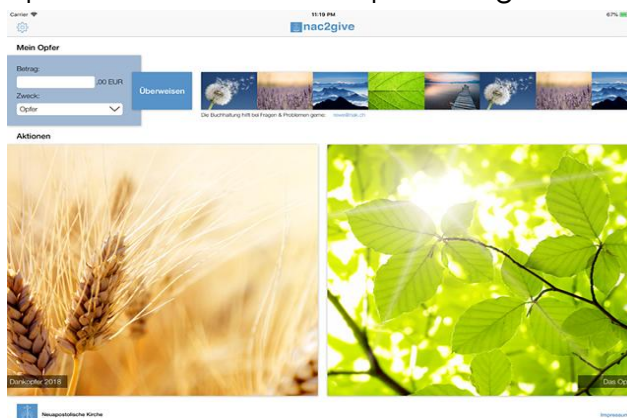 Carrier 11:19 PM 67%
nac2give
Mein Opfer
Betrag:
,00 EUR
Zweck:
Opfer
Überweisen
Die Buchhaltung hilft bei Fragen & Problemen gerne:
Aktionen
Dankopfer 2018
Das Op
Neuapostolische Kirche
Impressum